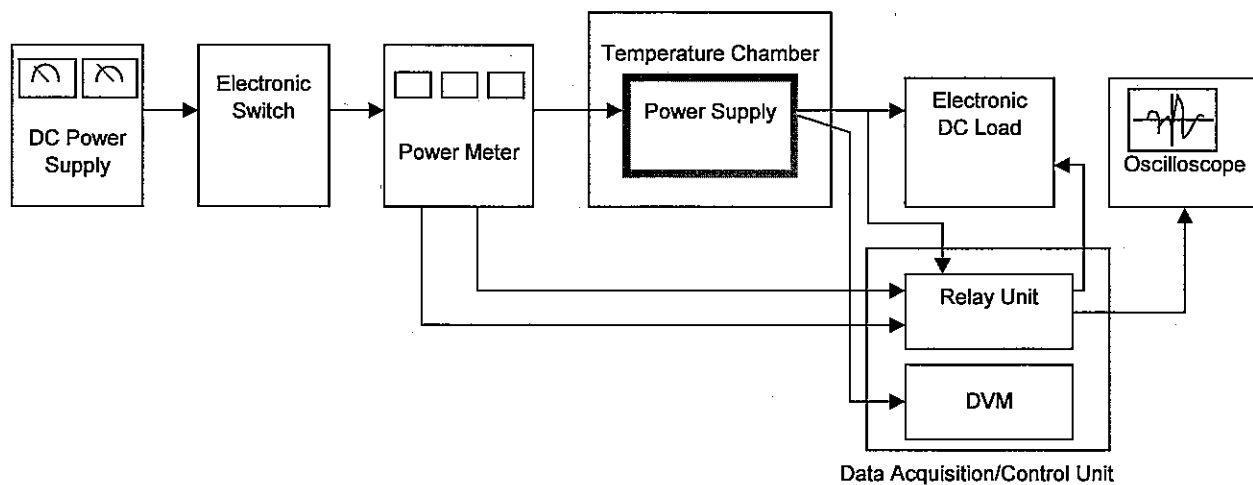 DC Power
Supply
Electronic
Switch
Power Meter
Temperature Chamber
Power Supply
Electronic
DC Load
Oscilloscope
Relay Unit
DVM
Data Acquisition/Control Unit